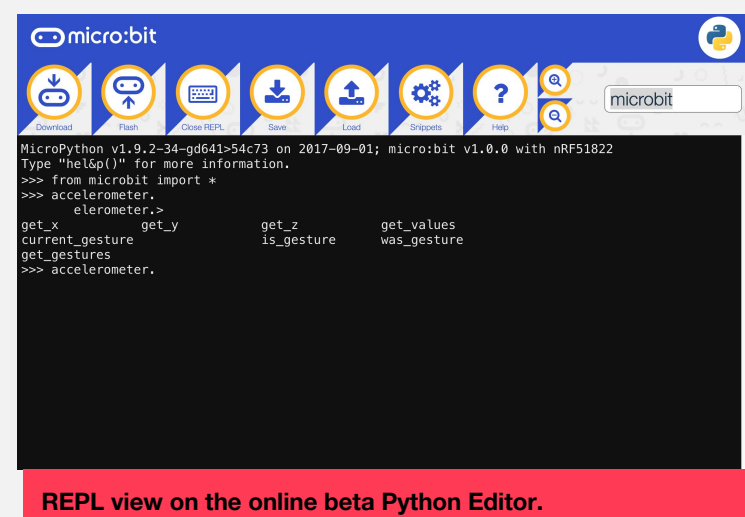 micro:bit
Download Flash Close REPL Save Load Snippets Help
microbit
MicroPython v1.9.2-34-gd641>54c73 on 2017-09-01; micro:bit v1.0.0 with nRF51822
Type "hel&p()" for more information.
>>> from microbit import *
>>> accelerometer.
elerometer.>
get_x get_y get_z get_values
current_gesture is_gesture was_gesture
get_gestures
>>> accelerometer.
REPL view on the online beta Python Editor.